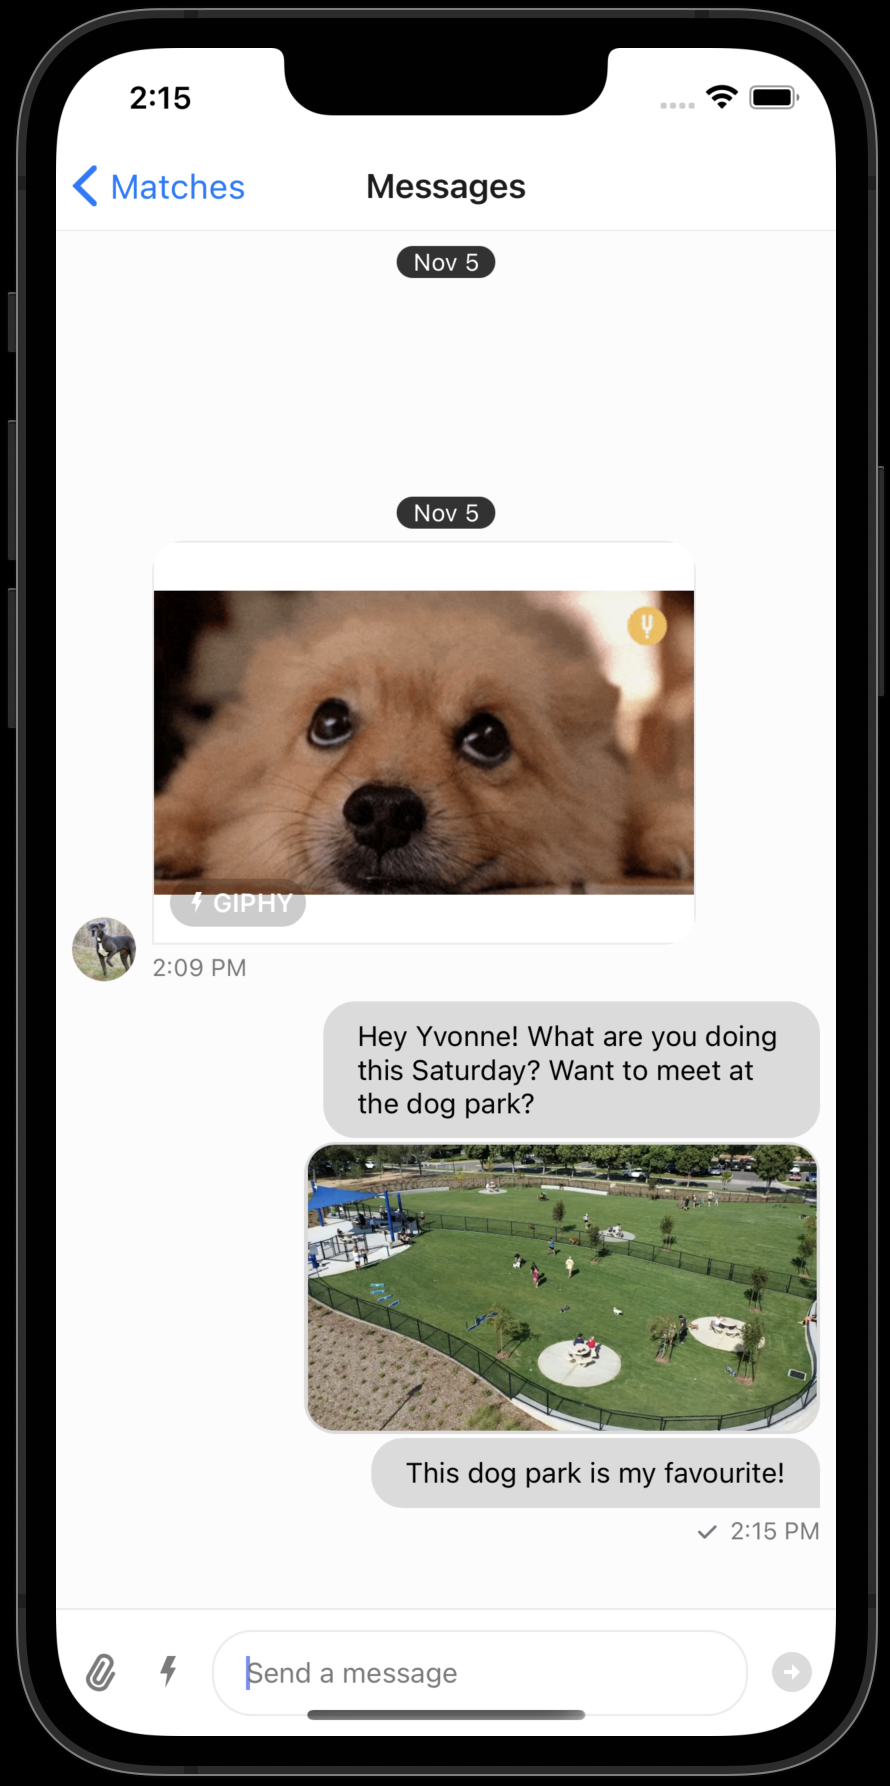 2:15
Matches
Messages
Nov 5
Nov 5
GIPHY
2:09 PM
Hey Yvonne! What are you doing
this Saturday? Want to meet at
the dog park?
This dog park is my favourite!
2:15 PM
Send a message